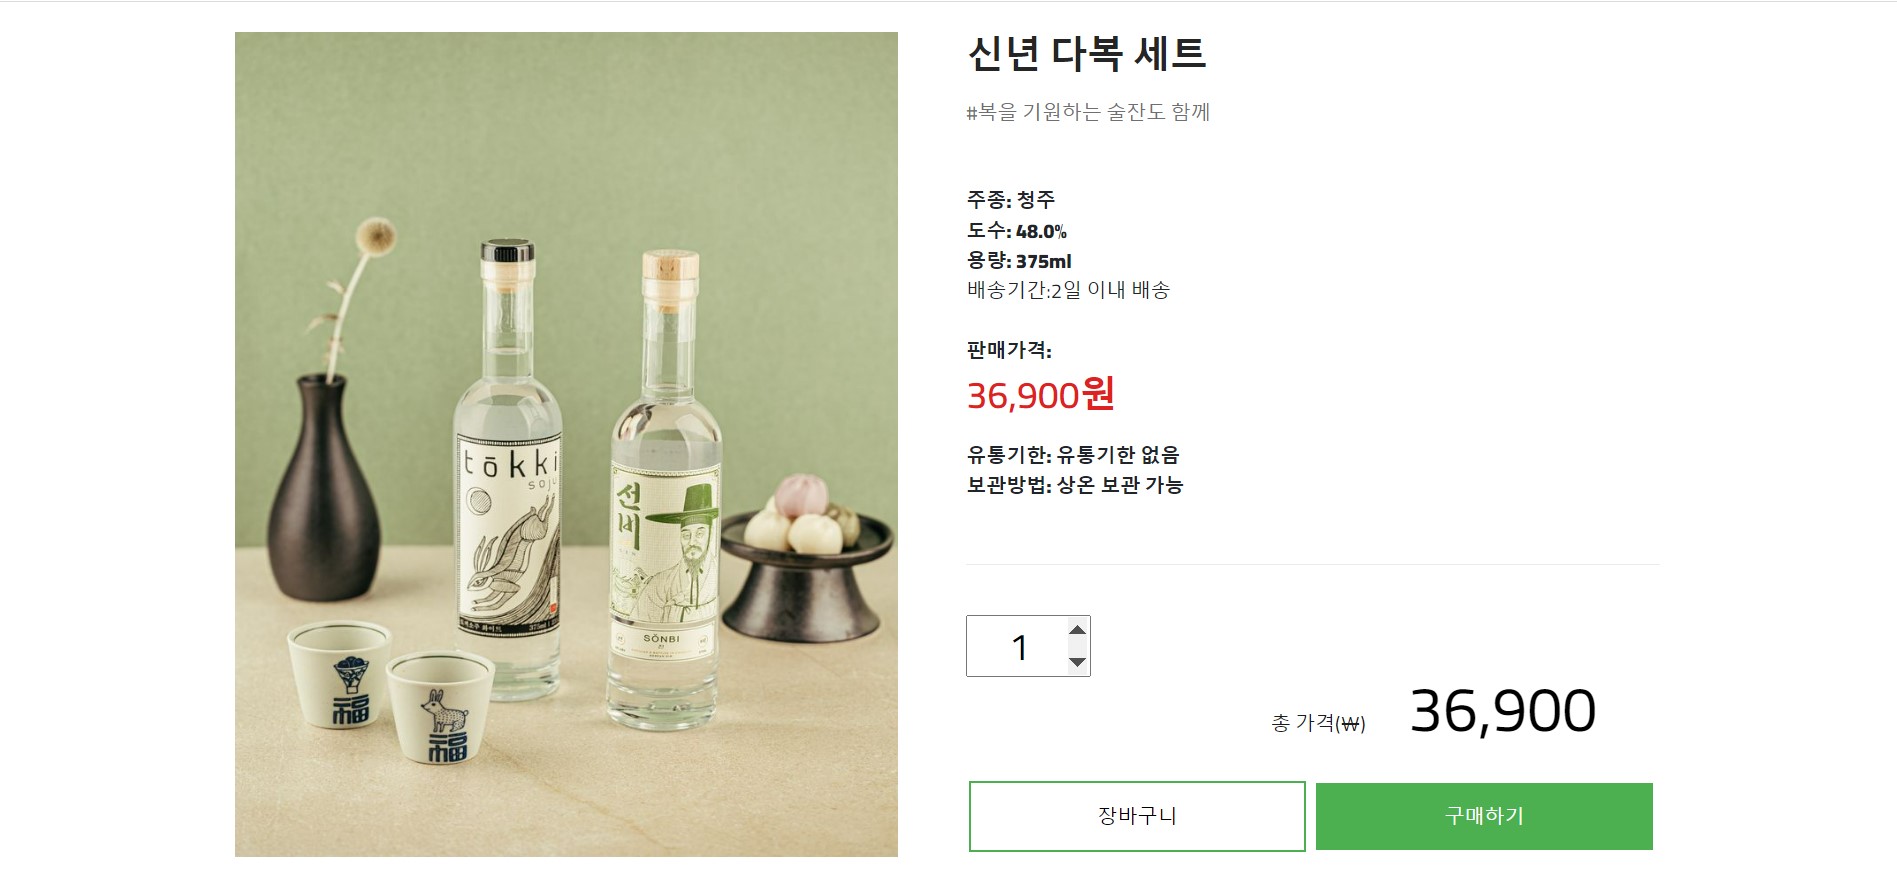 신년 다복 세트
#복을 기원하는 술잔도 함께
주종: 청주
도수: 48.0%
용량: 375ml
배송기간:2일 이내 배송
판매가격:
36,900원
유통기한: 유통기한 없음
보관방법: 상온 보관 가능
1
총 가격(₩) 36,900
장바구니
구매하기
tōkki
soju
375ml
선비
SŎNBI
진
福
福